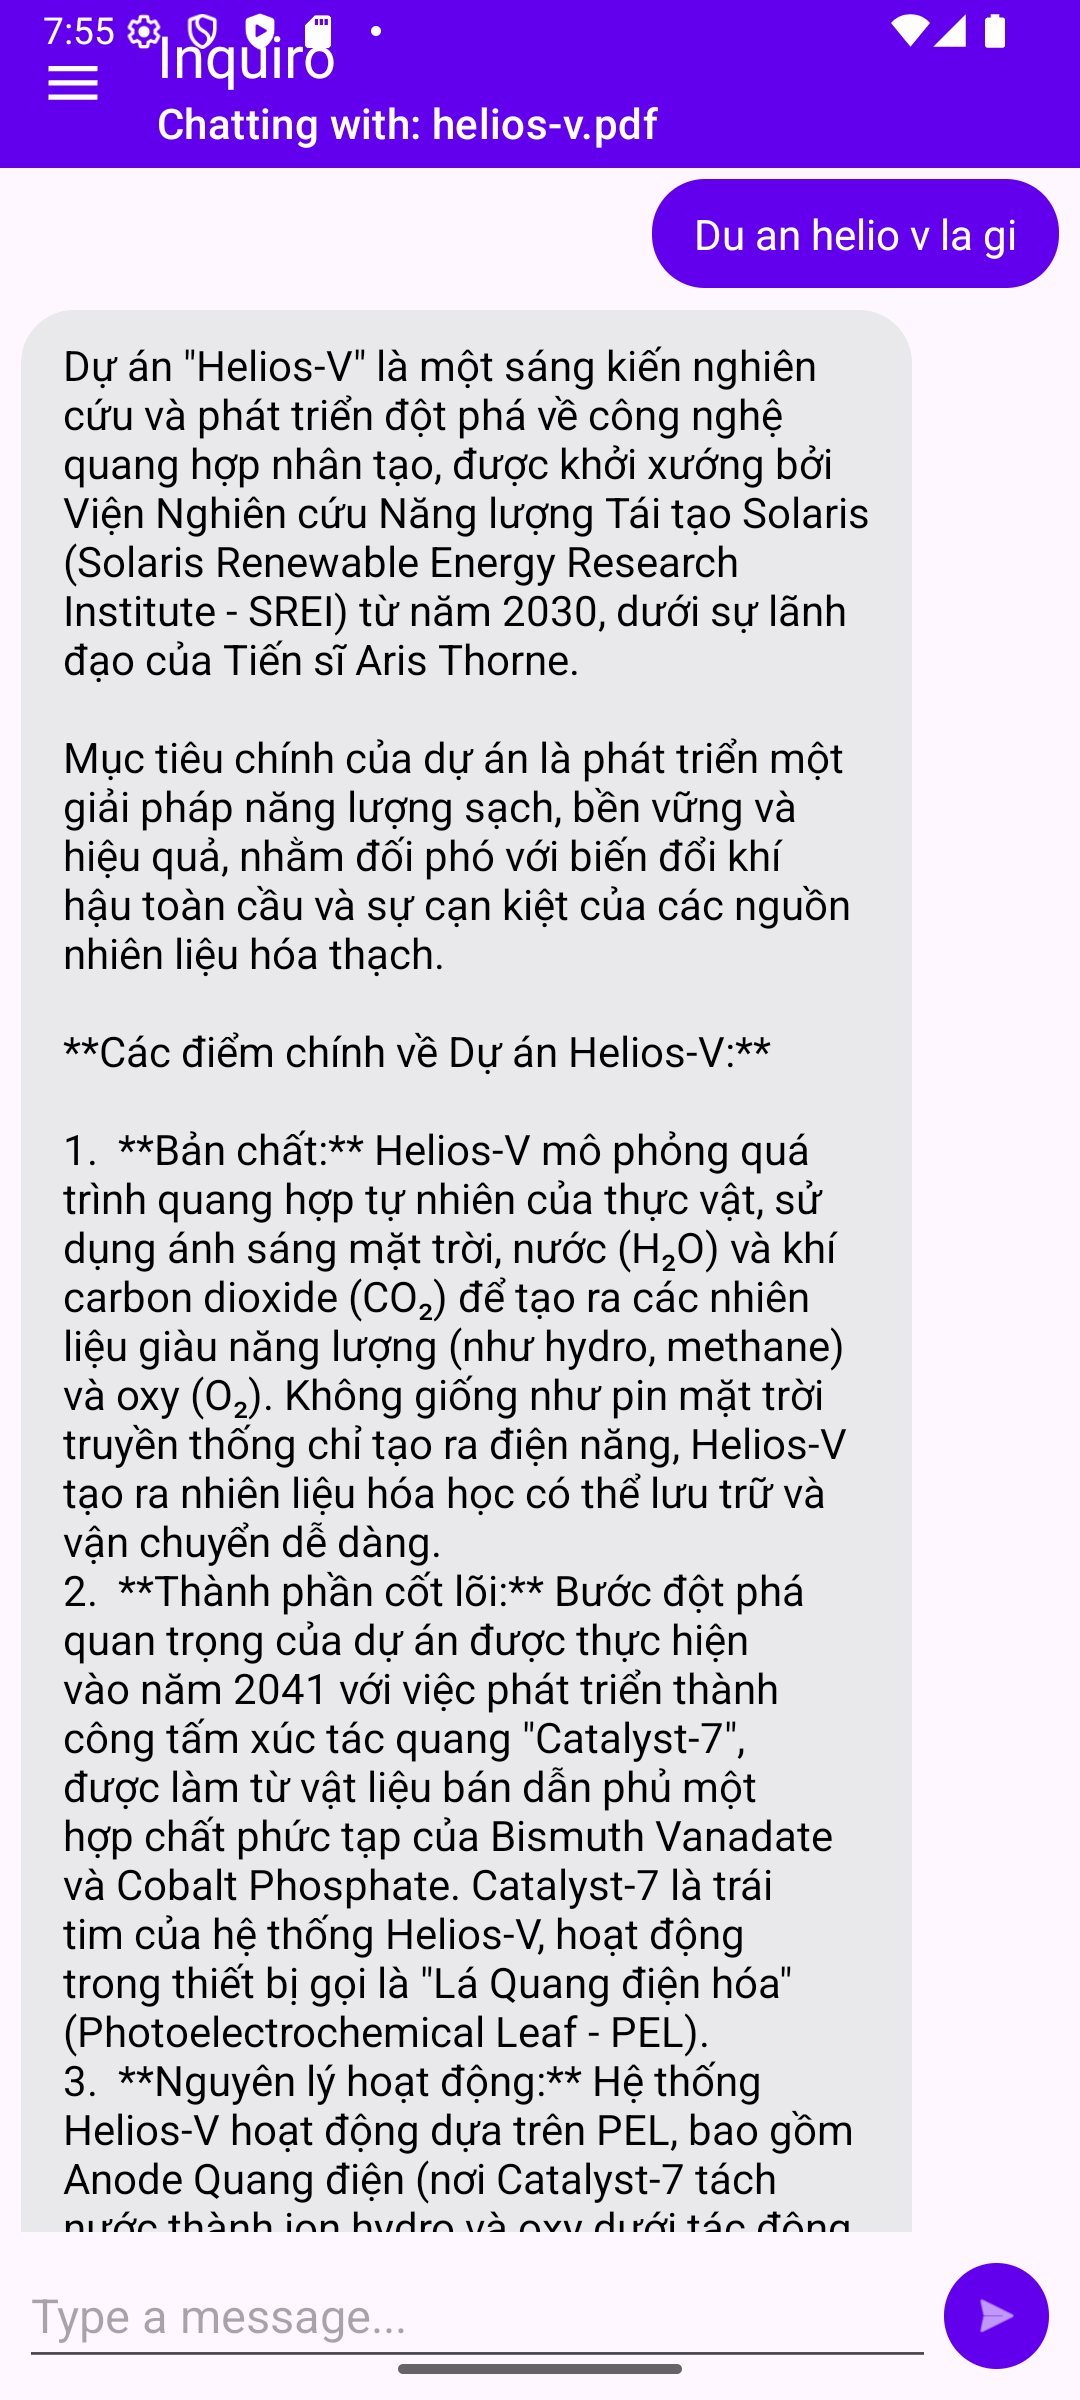 7:55
Inquiro
Chatting with: helios-v.pdf
Du an helio v la gi
Dự án "Helios-V" là một sáng kiến nghiên
cứu và phát triển đột phá về công nghệ
quang hợp nhân tạo, được khởi xướng bởi
Viện Nghiên cứu Năng lượng Tái tạo Solaris
(Solaris Renewable Energy Research
Institute - SREI) từ năm 2030, dưới sự lãnh
đạo của Tiến sĩ Aris Thorne.
Mục tiêu chính của dự án là phát triển một
giải pháp năng lượng sạch, bền vững và
hiệu quả, nhằm đối phó với biến đổi khí
hậu toàn cầu và sự cạn kiệt của các nguồn
nhiên liệu hóa thạch.
**Các điểm chính về Dự án Helios-V:**
1.  **Bản chất:** Helios-V mô phỏng quá
trình quang hợp tự nhiên của thực vật, sử
dụng ánh sáng mặt trời, nước (H₂O) và khí
carbon dioxide (CO₂) để tạo ra các nhiên
liệu giàu năng lượng (như hydro, methane)
và oxy (O₂). Không giống như pin mặt trời
truyền thống chỉ tạo ra điện năng, Helios-V
tạo ra nhiên liệu hóa học có thể lưu trữ và
vận chuyển dễ dàng.
2.  **Thành phần cốt lõi:** Bước đột phá
quan trọng của dự án được thực hiện
vào năm 2041 với việc phát triển thành
công tấm xúc tác quang "Catalyst-7",
được làm từ vật liệu bán dẫn phủ một
hợp chất phức tạp của Bismuth Vanadate
và Cobalt Phosphate. Catalyst-7 là trái
tim của hệ thống Helios-V, hoạt động
trong thiết bị gọi là "Lá Quang điện hóa"
(Photoelectrochemical Leaf - PEL).
3.  **Nguyên lý hoạt động:** Hệ thống
Helios-V hoạt động dựa trên PEL, bao gồm
Anode Quang điện (nơi Catalyst-7 tách
nước thành ion hydro và oxy dưới tác động
Type a message...